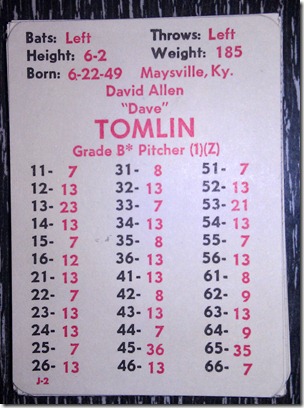 Bats: Left Throws: Left
Height: 6-2 Weight: 185
Born: 6-22-49 Maysville, Ky.
David Allen
"Dave"
TOMLIN
Grade B* Pitcher (1)(Z)
11- 7 31- 8 51- 7
12- 13 32- 13 52- 13
13- 23 33- 13 53- 21
14- 13 34- 13 54- 13
15- 7 35- 8 55- 7
16- 12 36- 13 56- 13
21- 13 41- 13 61- 8
22- 7 42- 8 62- 9
23- 13 43- 13 63- 13
24- 13 44- 7 64- 9
25- 7 45- 36 65- 35
26- 13 46- 13 66- 7
J-2